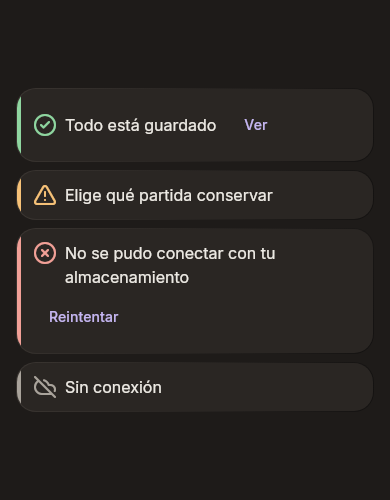 Todo está guardado Ver
Elige qué partida conservar
No se pudo conectar con tu
almacenamiento
Reintentar
Sin conexión